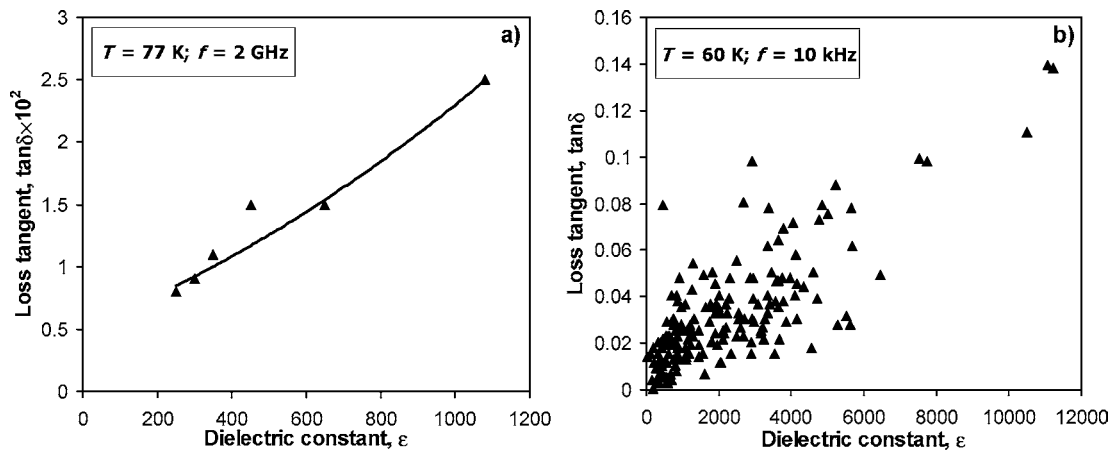 3
2.5
2
1.5
1
0.5
0
0 200 400 600 800 1000 1200
Loss tangent, tanδ×10²
Dielectric constant, ε
T = 77 K; f = 2 GHz
a)
0.16
0.14
0.12
0.1
0.08
0.06
0.04
0.02
0
0 2000 4000 6000 8000 10000 12000
Loss tangent, tanδ
Dielectric constant, ε
T = 60 K; f = 10 kHz
b)